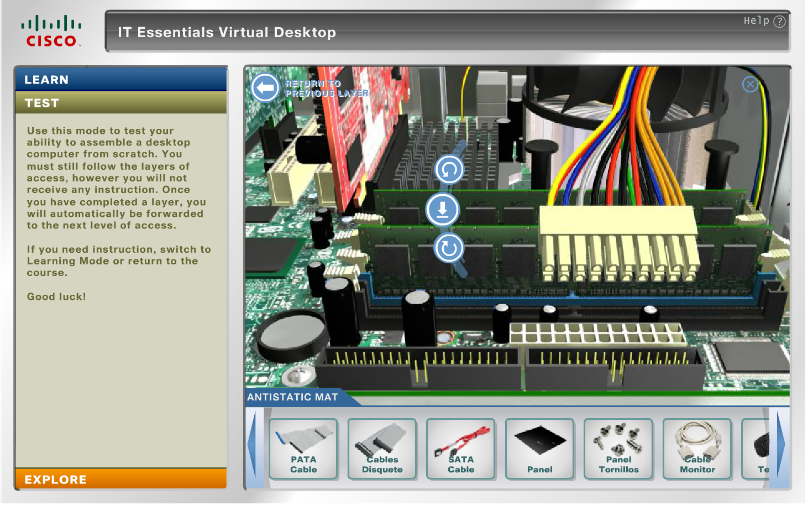 CISCO
IT Essentials Virtual Desktop
Help ?
LEARN
TEST
Use this mode to test your
ability to assemble a desktop
computer from scratch. You
must still follow the layers of
access, however you will not
receive any instruction. Once
you have completed a layer, you
will automatically be forwarded
to the next level of access.
If you need instruction, switch to
Learning Mode or return to the
course.
Good luck!
EXPLORE
RETURN TO
PREVIOUS LAYER
ANTISTATIC MAT
PATA
Cable
Cables
Disquete
SATA
Cable
Panel
Panel
Tornillos
Cable
Monitor
Te